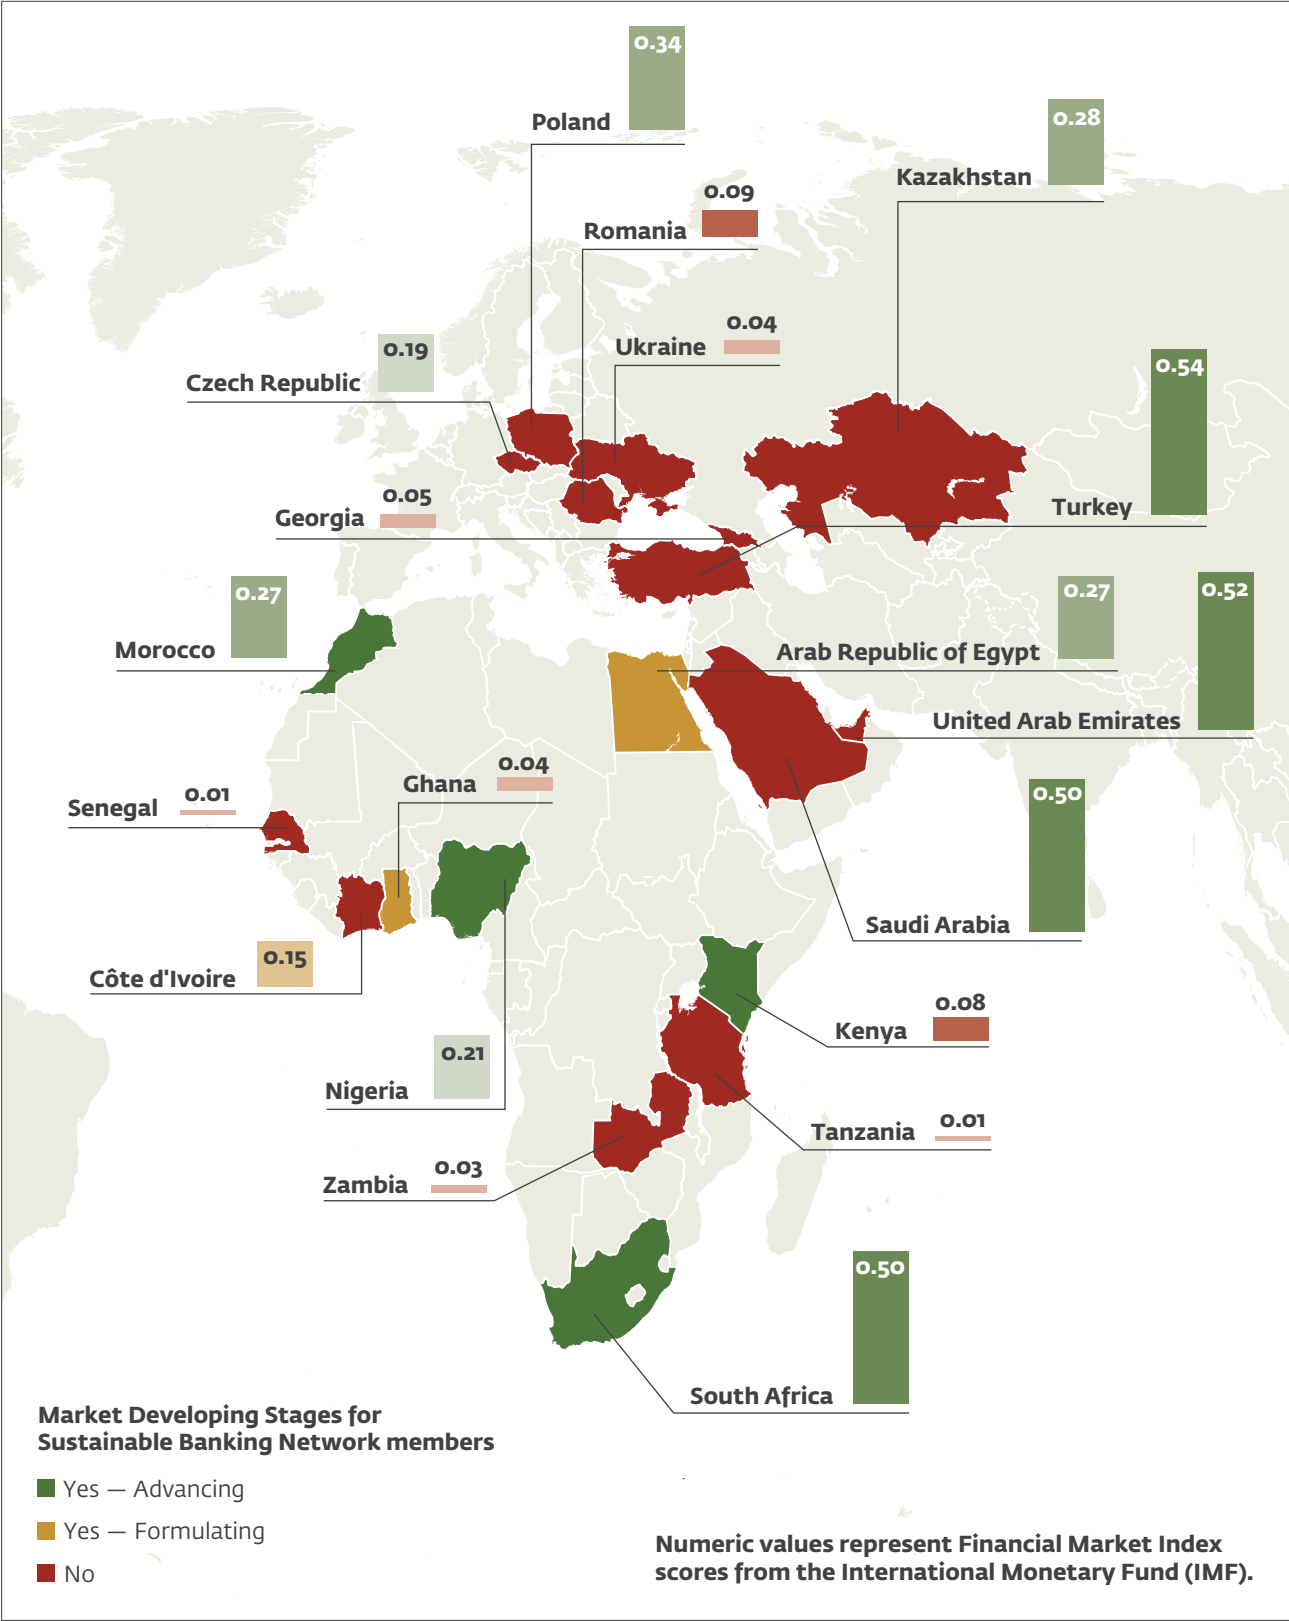 0.34
Poland
0.28
Kazakhstan
0.09
Romania
0.04
Ukraine
0.19
Czech Republic
0.54
Turkey
0.05
Georgia
0.27
Morocco
0.27
Arab Republic of Egypt
0.52
United Arab Emirates
0.04
Ghana
0.01
Senegal
0.50
Saudi Arabia
0.15
Côte d'Ivoire
0.08
Kenya
0.21
Nigeria
0.01
Tanzania
0.03
Zambia
0.50
South Africa
Market Developing Stages for
Sustainable Banking Network members
Yes — Advancing
Yes — Formulating
No
Numeric values represent Financial Market Index
scores from the International Monetary Fund (IMF).